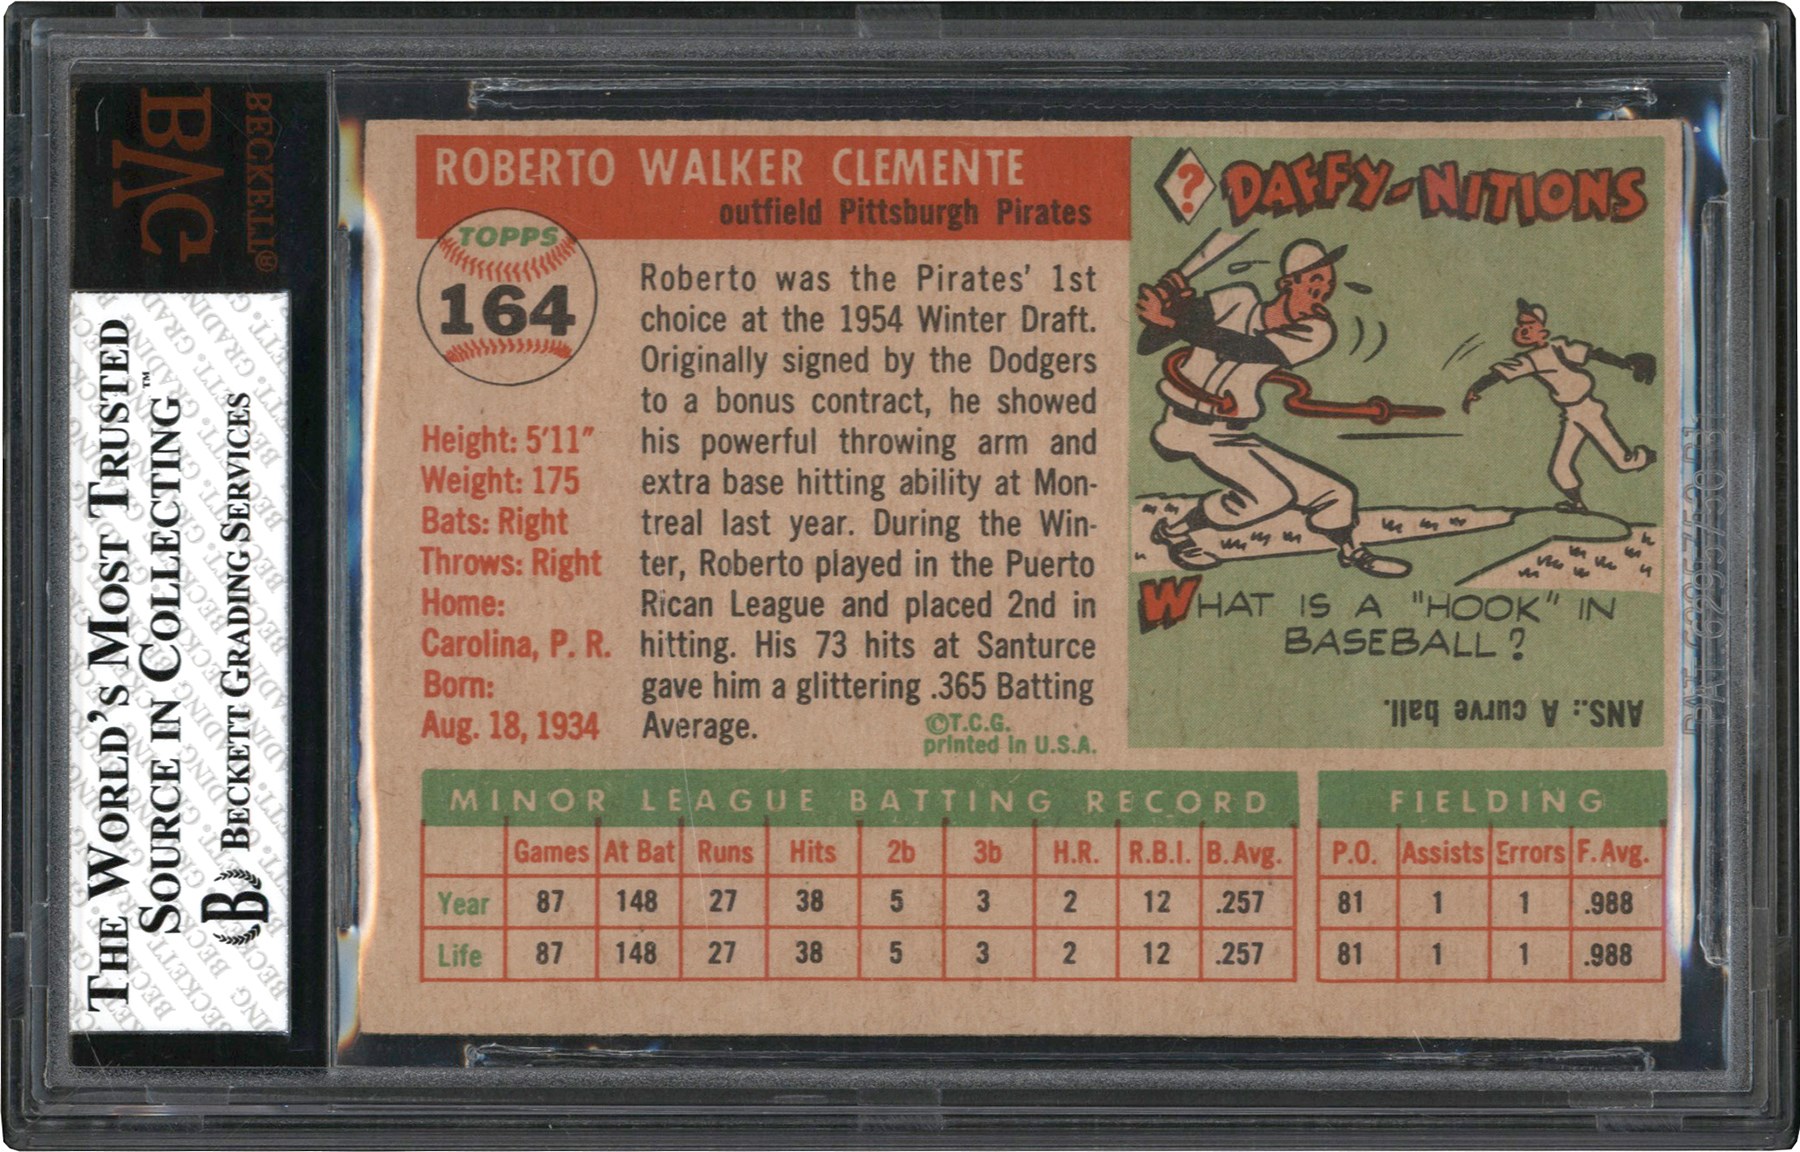 BECKETT®
BVG
THE WORLD'S MOST TRUSTED
SOURCE IN COLLECTING™
BECKETT GRADING SERVICES
ROBERTO WALKER CLEMENTE
outfield Pittsburgh Pirates
TOPPS
164
Height: 5'11"
Weight: 175
Bats: Right
Throws: Right
Home:
Carolina, P. R.
Born:
Aug. 18, 1934
Roberto was the Pirates' 1st
choice at the 1954 Winter Draft.
Originally signed by the Dodgers
to a bonus contract, he showed
his powerful throwing arm and
extra base hitting ability at Mon-
treal last year. During the Win-
ter, Roberto played in the Puerto
Rican League and placed 2nd in
hitting. His 73 hits at Santurce
gave him a glittering .365 Batting
Average.
©T.C.G.
printed in U.S.A.
? DAFFY-NITIONS
WHAT IS A "HOOK" IN
BASEBALL?
ANS.: A curve ball.
MINOR LEAGUE BATTING RECORD
Games At Bat Runs Hits 2b 3b H.R. R.B.I. B.Avg.
Year 87 148 27 38 5 3 2 12 .257
Life 87 148 27 38 5 3 2 12 .257
FIELDING
P.O. Assists Errors F.Avg.
81 1 1 .988
81 1 1 .988